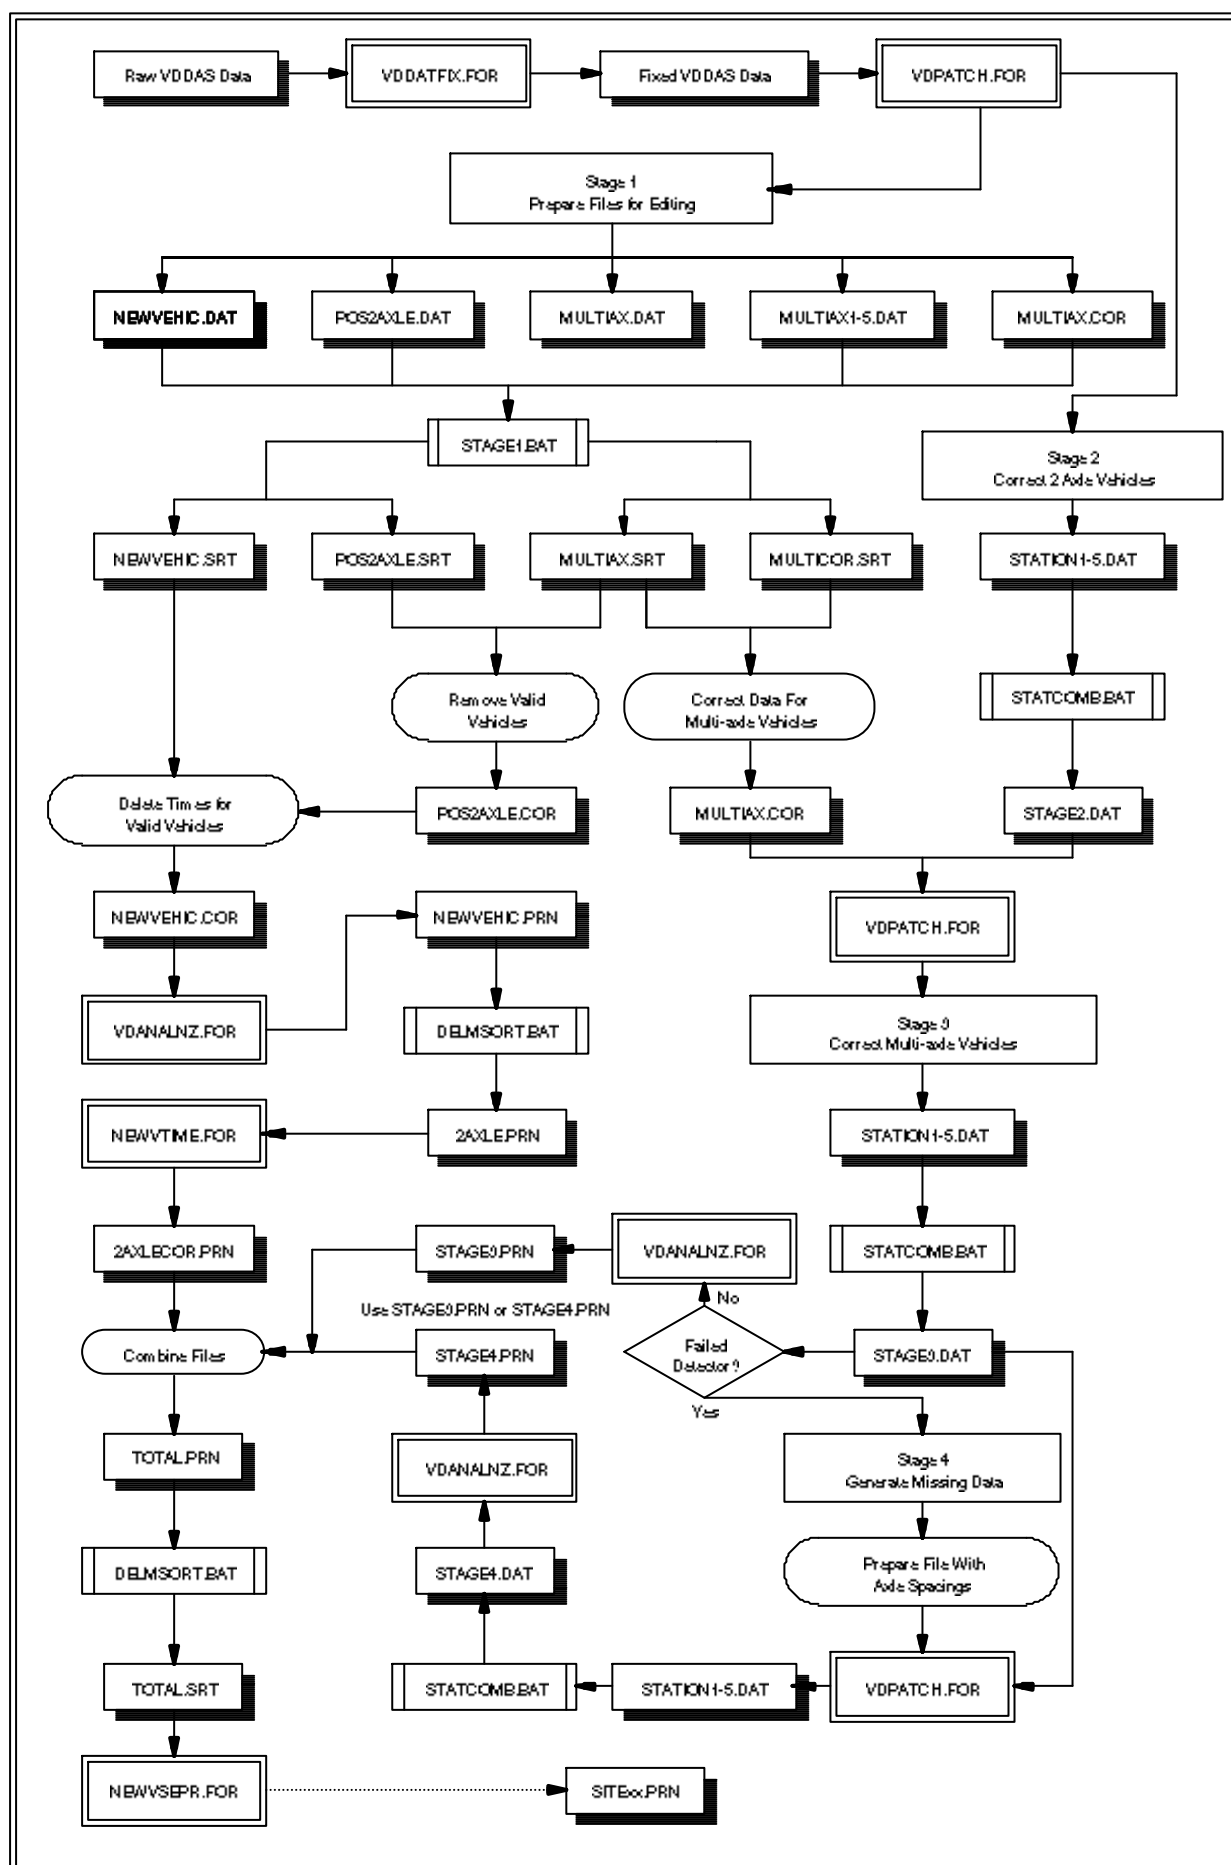 Raw VDDAS Data
VDDATFIX.FOR
Fixed VDDAS Data
VDPATCH.FOR
Stage 1
Prepare Files for Editing
NEWVEHIC.DAT
POS2AXLE.DAT
MULTIAX.DAT
MULTIAX1-5.DAT
MULTIAX.COR
STAGE1.BAT
Stage 2
Correct 2 Axle Vehicles
NEWVEHIC.SRT
POS2AXLE.SRT
MULTIAX.SRT
MULTICOR.SRT
STATION1-5.DAT
Remove Valid
Vehicles
Correct Data For
Multi-axle Vehicles
STATCOMB.BAT
Delete Times for
Valid Vehicles
POS2AXLE.COR
MULTIAX.COR
STAGE2.DAT
NEWVEHIC.COR
NEWVEHIC.PRN
VDPATCH.FOR
VDANALNZ.FOR
DELMSORT.BAT
Stage 3
Correct Multi-axle Vehicles
NEWVTIME.FOR
2AXLE.PRN
STATION1-5.DAT
2AXLECOR.PRN
STAGE3.PRN
VDANALNZ.FOR
STATCOMB.BAT
No
Use STAGE3.PRN or STAGE4.PRN
Combine Files
STAGE4.PRN
Failed
Detector?
STAGE3.DAT
Yes
TOTAL.PRN
VDANALNZ.FOR
Stage 4
Generate Missing Data
DELMSORT.BAT
STAGE4.DAT
Prepare File With
Axle Spacings
TOTAL.SRT
STATCOMB.BAT
STATION1-5.DAT
VDPATCH.FOR
NEWVSEPR.FOR
SITExx.PRN